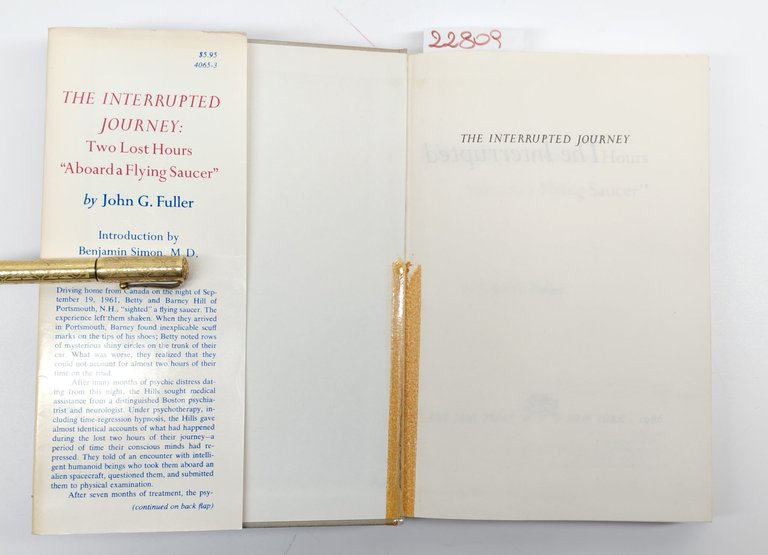 $5.95
4065-3
THE INTERRUPTED
JOURNEY:
Two Lost Hours
“Aboard a Flying Saucer”
by John G. Fuller
Introduction by
Benjamin Simon, M.D.
Driving home from Canada on the night of Sep-
tember 19, 1961, Betty and Barney Hill of
Portsmouth, N.H., “sighted” a flying saucer. The
experience left them shaken. When they arrived
in Portsmouth, Barney found inexplicable scuff
marks on the tips of his shoes; Betty noted rows
of mysterious shiny circles on the trunk of their
car. What was worse, they realized that they
could not account for almost two hours of their
time on the road.
After many months of psychic distress dat-
ing from this night, the Hills sought medical
assistance from a distinguished Boston psychia-
trist and neurologist. Under psychotherapy, in-
cluding time-regression hypnosis, the Hills gave
almost identical accounts of what had happened
during the lost two hours of their journey—a
period of time their conscious minds had re-
pressed. They told of an encounter with intelli-
gent humanoid beings who took them aboard an
alien spacecraft, questioned them, and submitted
them to physical examination.
After seven months of treatment, the psy-
(continued on back flap)
22809
THE INTERRUPTED JOURNEY
The Interrupted
Hours
Flying Saucer”